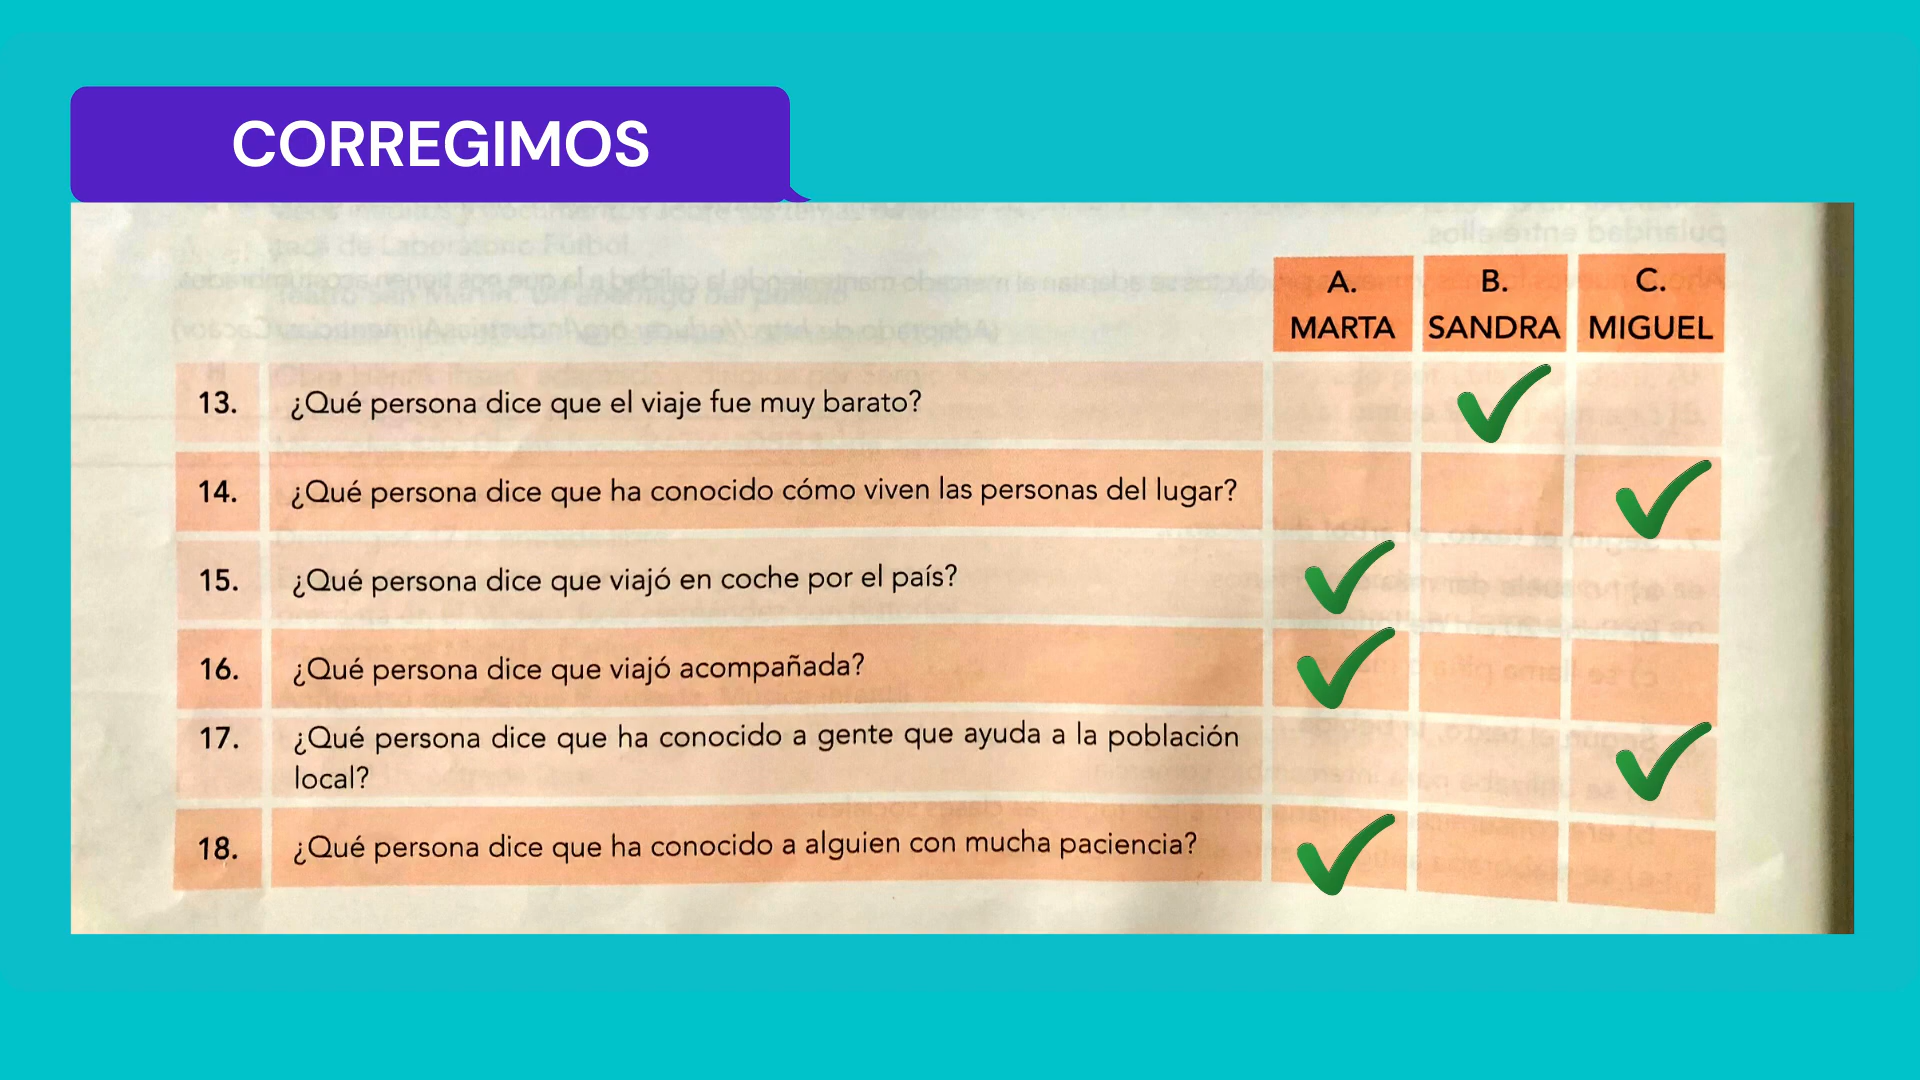 CORREGIMOS
A. B. C.
MARTA SANDRA MIGUEL
13. ¿Qué persona dice que el viaje fue muy barato?
14. ¿Qué persona dice que ha conocido cómo viven las personas del lugar?
15. ¿Qué persona dice que viajó en coche por el país?
16. ¿Qué persona dice que viajó acompañada?
17. ¿Qué persona dice que ha conocido a gente que ayuda a la población
local?
18. ¿Qué persona dice que ha conocido a alguien con mucha paciencia?